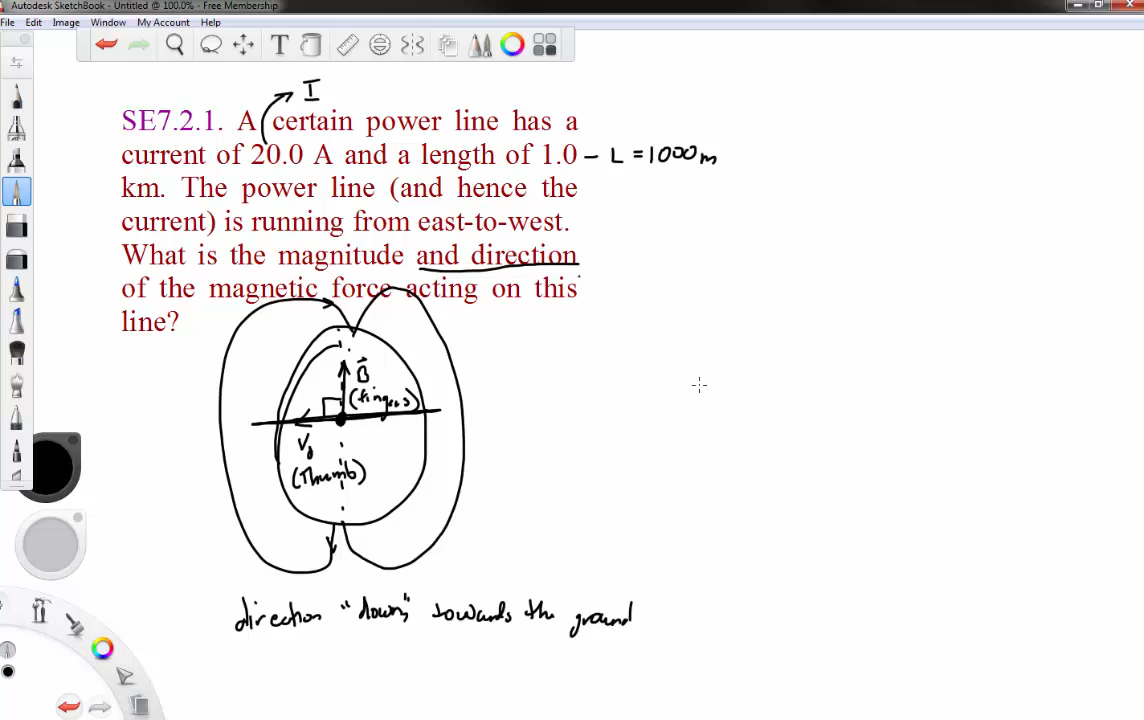 Autodesk SketchBook - Untitled @ 100.0% - Free Membership
File Edit Image Window My Account Help
I
SE7.2.1. A certain power line has a
current of 20.0 A and a length of 1.0 – L = 1000 m
km. The power line (and hence the
current) is running from east-to-west.
What is the magnitude and direction
of the magnetic force acting on this
line?
B
(fingers)
Vd
(Thumb)
direction "down" towards the ground